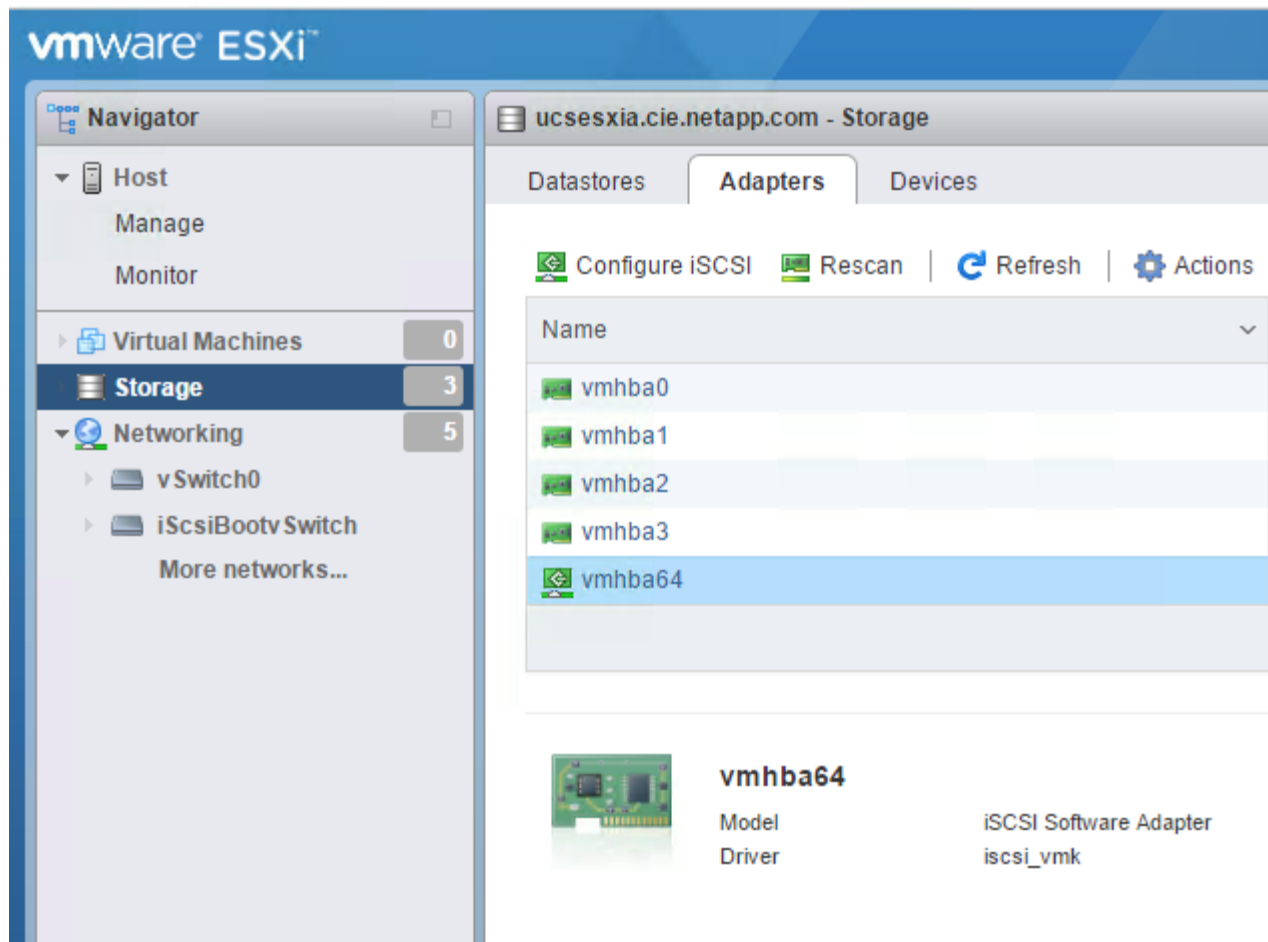 vmware® ESXi™
Navigator
Host
Manage
Monitor
Virtual Machines 0
Storage 3
Networking 5
vSwitch0
iScsiBootvSwitch
More networks...
ucsesxia.cie.netapp.com - Storage
Datastores Adapters Devices
Configure iSCSI Rescan | Refresh | Actions
Name
vmhba0
vmhba1
vmhba2
vmhba3
vmhba64
vmhba64
Model iSCSI Software Adapter
Driver iscsi_vmk